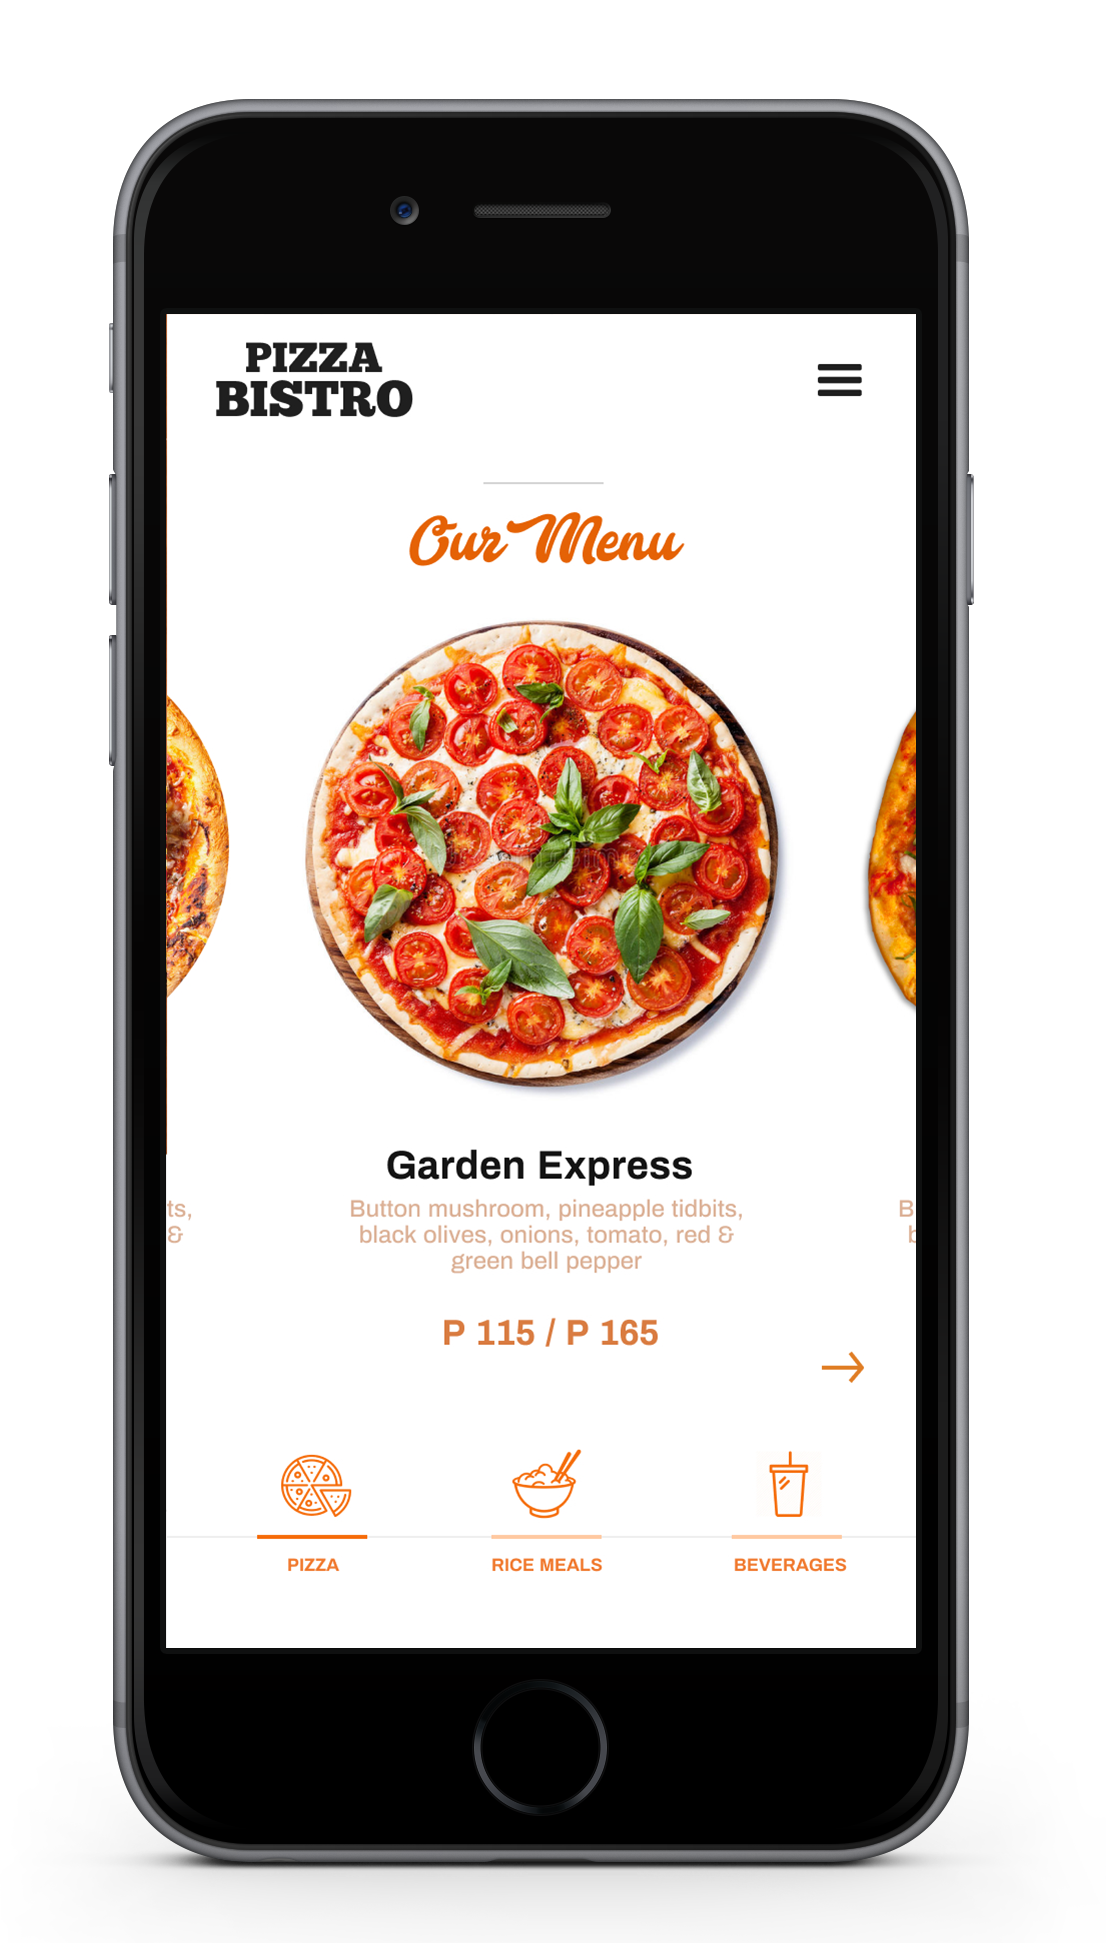 PIZZA
BISTRO
Our Menu
Garden Express
ts,
Button mushroom, pineapple tidbits,
B
&
black olives, onions, tomato, red &
green bell pepper
P 115 / P 165
PIZZA
RICE MEALS
BEVERAGES